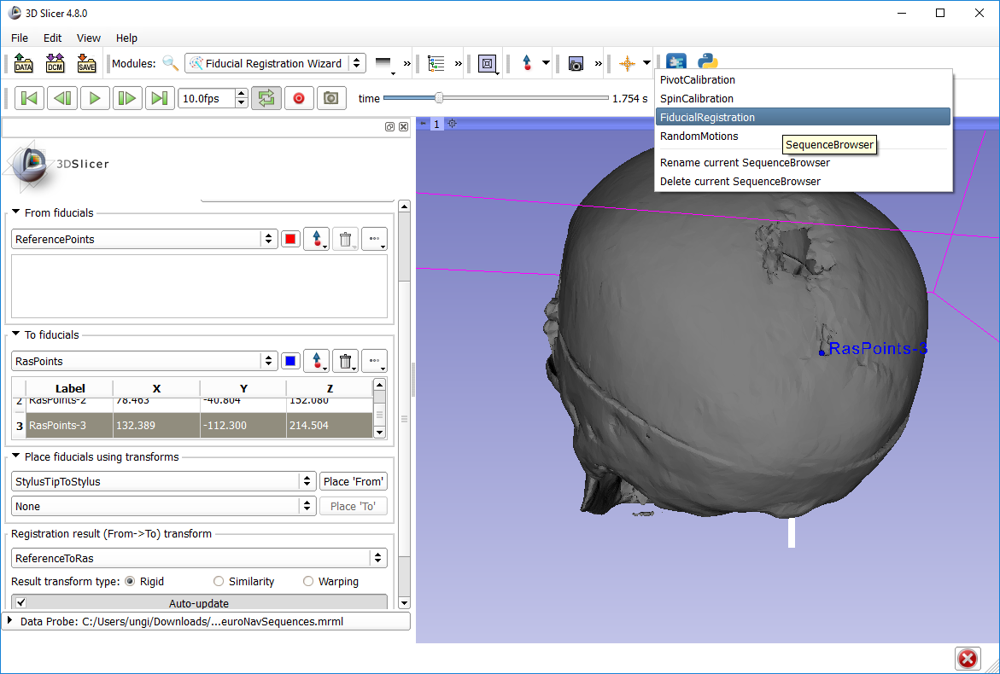 3D Slicer 4.8.0
File Edit View Help
DATA DCM SAVE Modules: Fiducial Registration Wizard » » »
10.0fps time 1.754 s
PivotCalibration
SpinCalibration
FiducialRegistration
RandomMotions
SequenceBrowser
Rename current SequenceBrowser
Delete current SequenceBrowser
1
3DSlicer
From fiducials
ReferencePoints
To fiducials
RasPoints
Label X Y Z
2 RasPoints-2 78.463 -40.804 152.080
3 RasPoints-3 132.389 -112.300 214.504
Place fiducials using transforms
StylusTipToStylus Place 'From'
None Place 'To'
Registration result (From->To) transform
ReferenceToRas
Result transform type: Rigid Similarity Warping
Auto-update
Data Probe: C:/Users/ungi/Downloads/...euroNavSequences.mrml
RasPoints-3